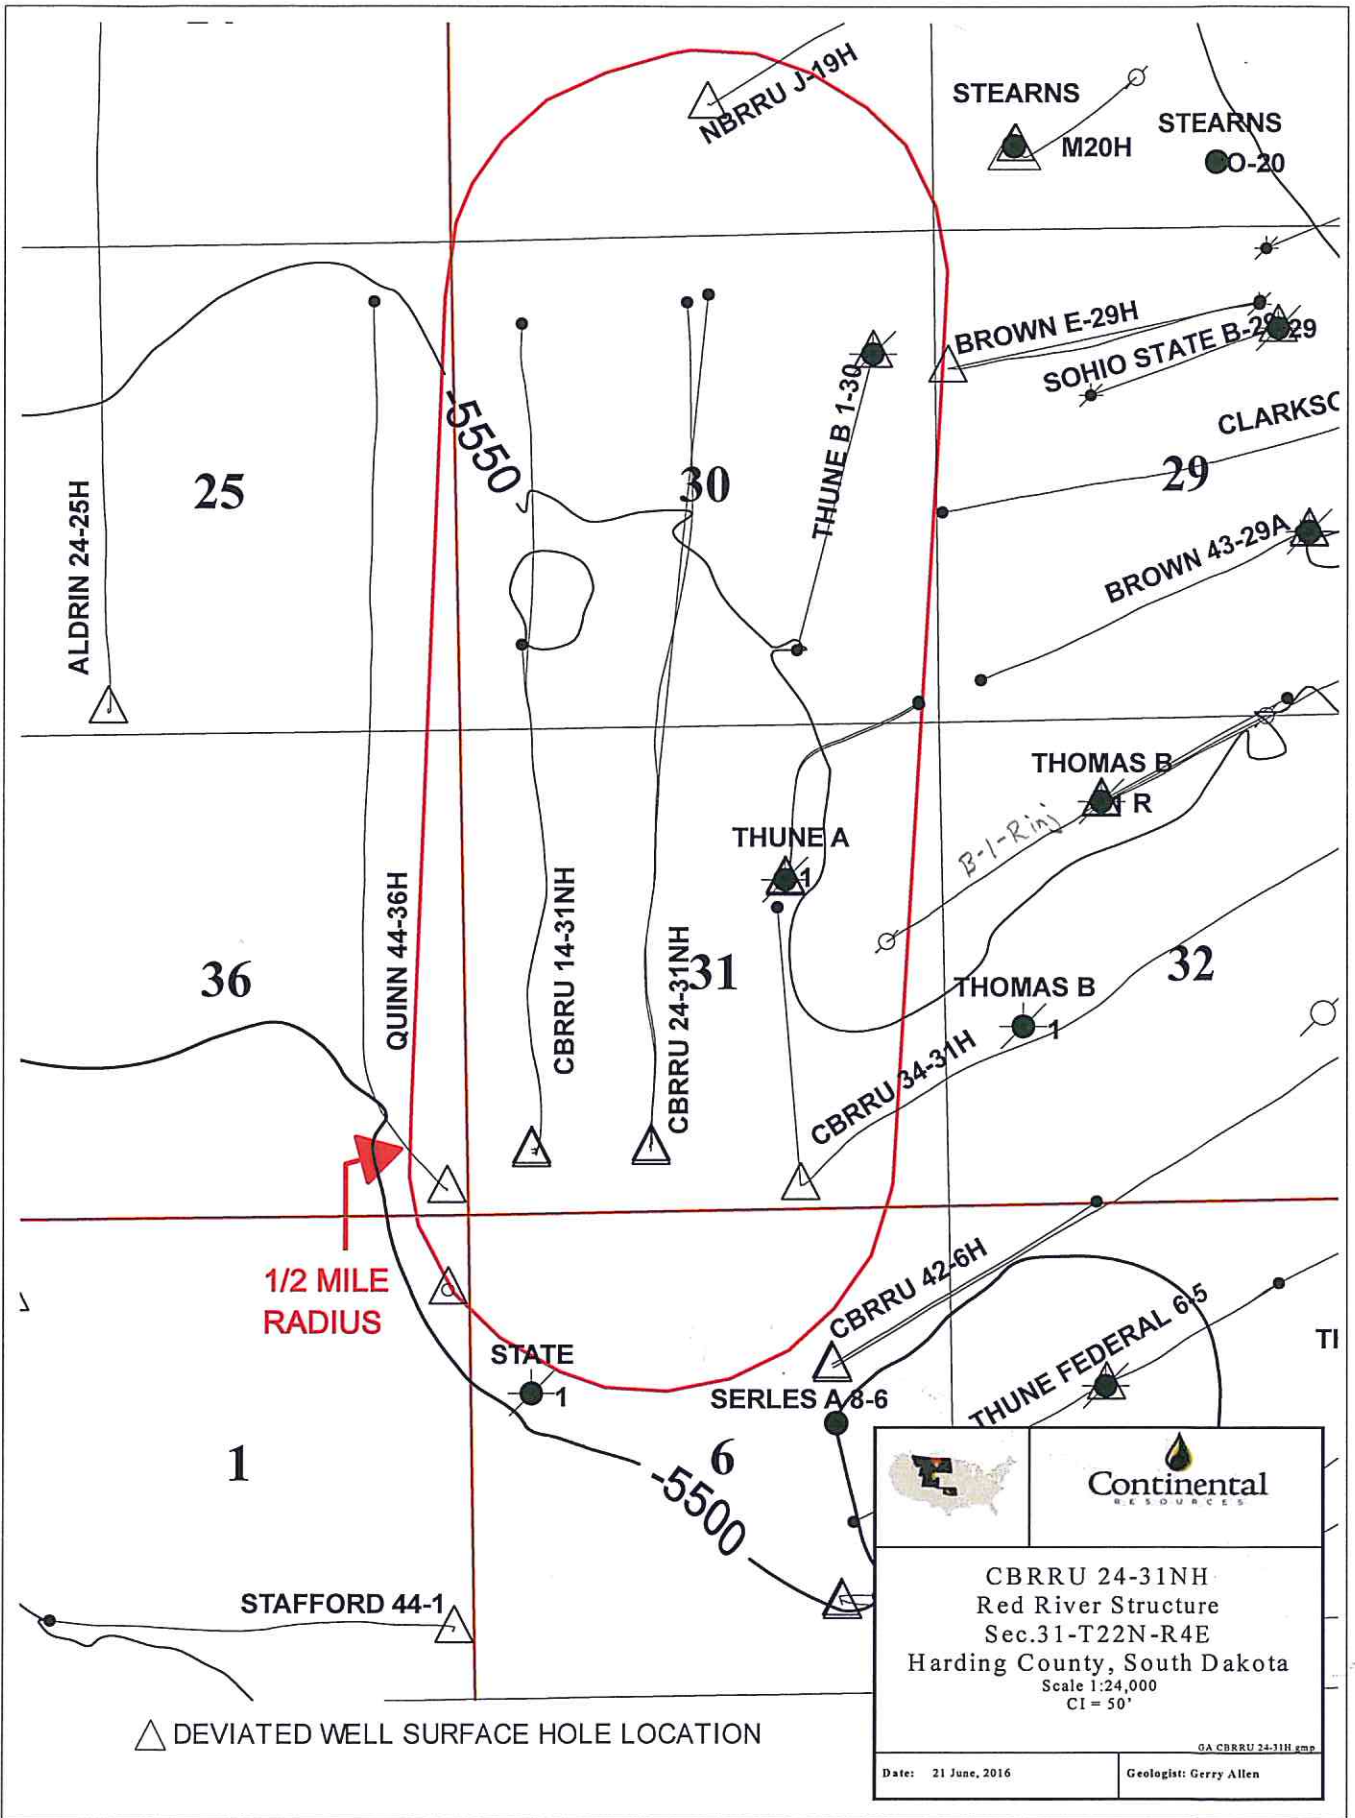 NBRRU J-19H
STEARNS
M20H
STEARNS
O-20
BROWN E-29H
SOHIO STATE B-29
29
CLARKSO
-5550
25
30
29
THUNE B 1-30
ALDRIN 24-25H
BROWN 43-29A
THOMAS B
R
B-1-Ring
THUNE A
1
QUINN 44-36H
CBRRU 14-31NH
CBRRU 24-31NH
36
31
32
THOMAS B
1
CBRRU 34-31H
1/2 MILE
RADIUS
CBRRU 42-6H
THUNE FEDERAL 6-5
TI
STATE
1
SERLES A 8-6
1
6
-5500
STAFFORD 44-1
DEVIATED WELL SURFACE HOLE LOCATION
Continental
RESOURCES
CBRRU 24-31NH
Red River Structure
Sec.31-T22N-R4E
Harding County, South Dakota
Scale 1:24,000
CI = 50'
GA CBRRU 24-31H gmp
Date: 21 June, 2016
Geologist: Gerry Allen